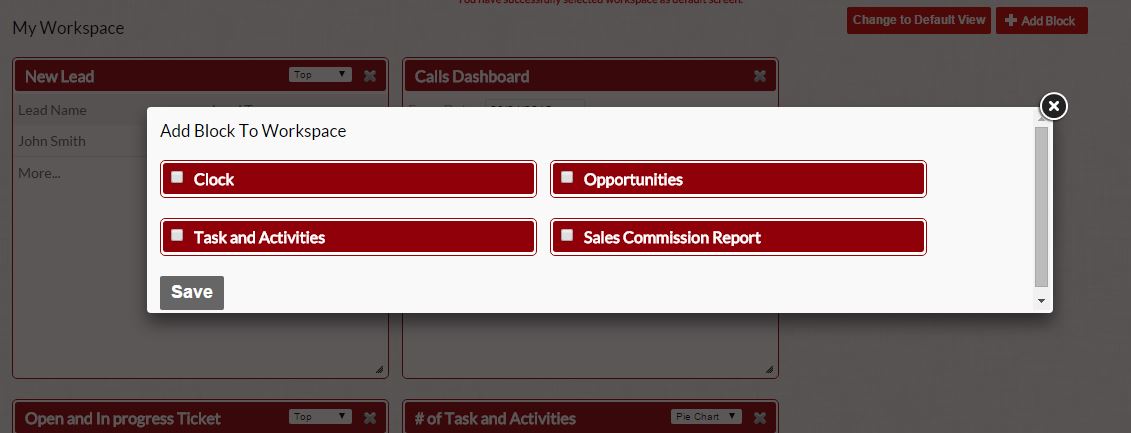 You have successfully selected workspace as default screen.
My Workspace
Change to Default View
Add Block
New Lead
Top
Calls Dashboard
Lead Name
John Smith
More...
Add Block To Workspace
Clock
Opportunities
Task and Activities
Sales Commission Report
Save
Open and In progress Ticket
Top
# of Task and Activities
Pie Chart